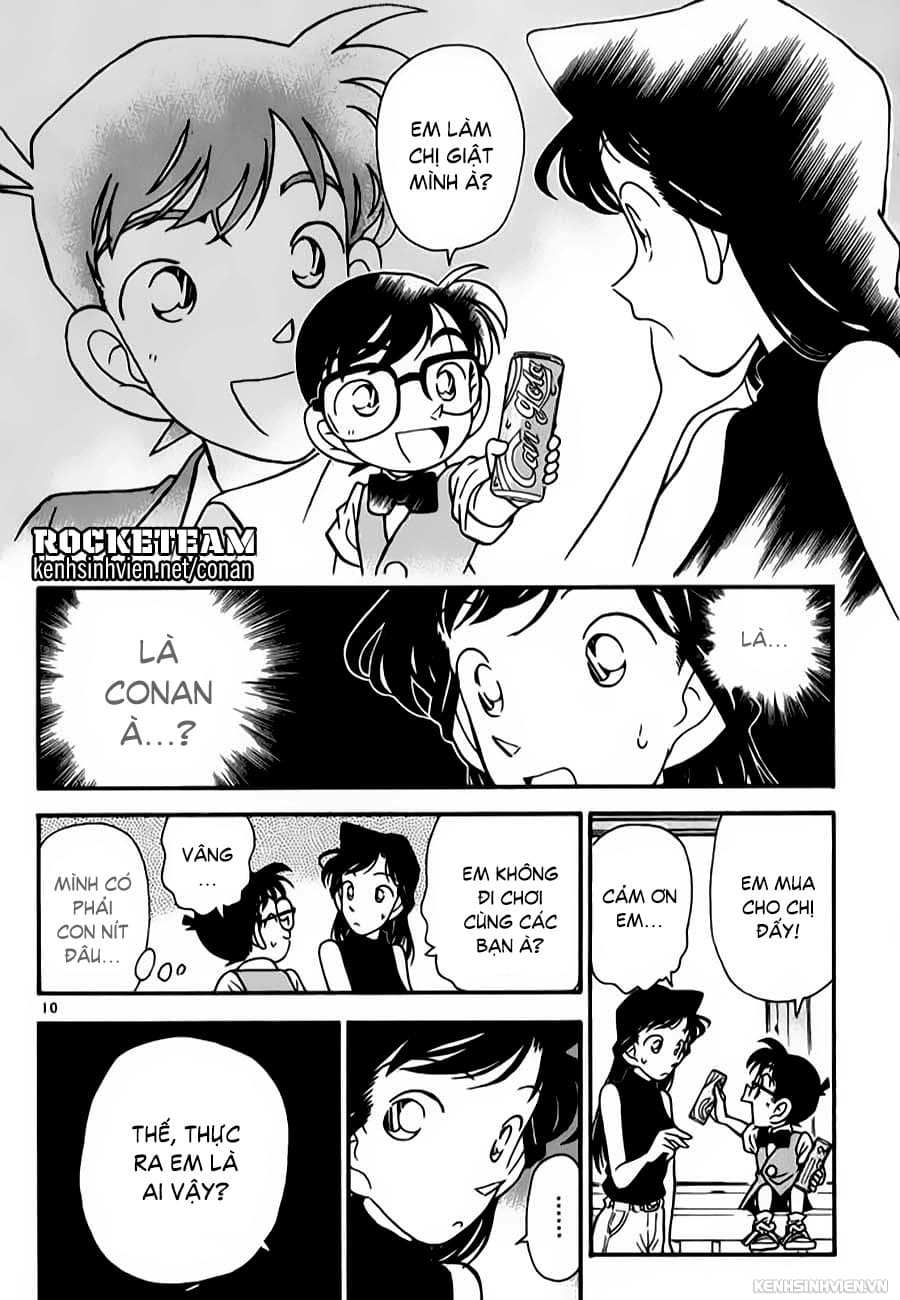 EM LÀM
CHỊ GIẬT
MÌNH À?
Can-gola
ROCKETEAM
kenhsinhvien.net/conan
LÀ...
LÀ
CONAN
À...?
EM MUA
CHO CHỊ
ĐẤY!
CẢM ƠN
EM...
EM KHÔNG
ĐI CHƠI
CÙNG CÁC
BẠN À?
VÂNG
...
MÌNH CÓ
PHẢI
CON NÍT
ĐÂU...
10
.......
THẾ, THỰC
RA EM LÀ
AI VẬY?
KENHSINHVIEN.VN